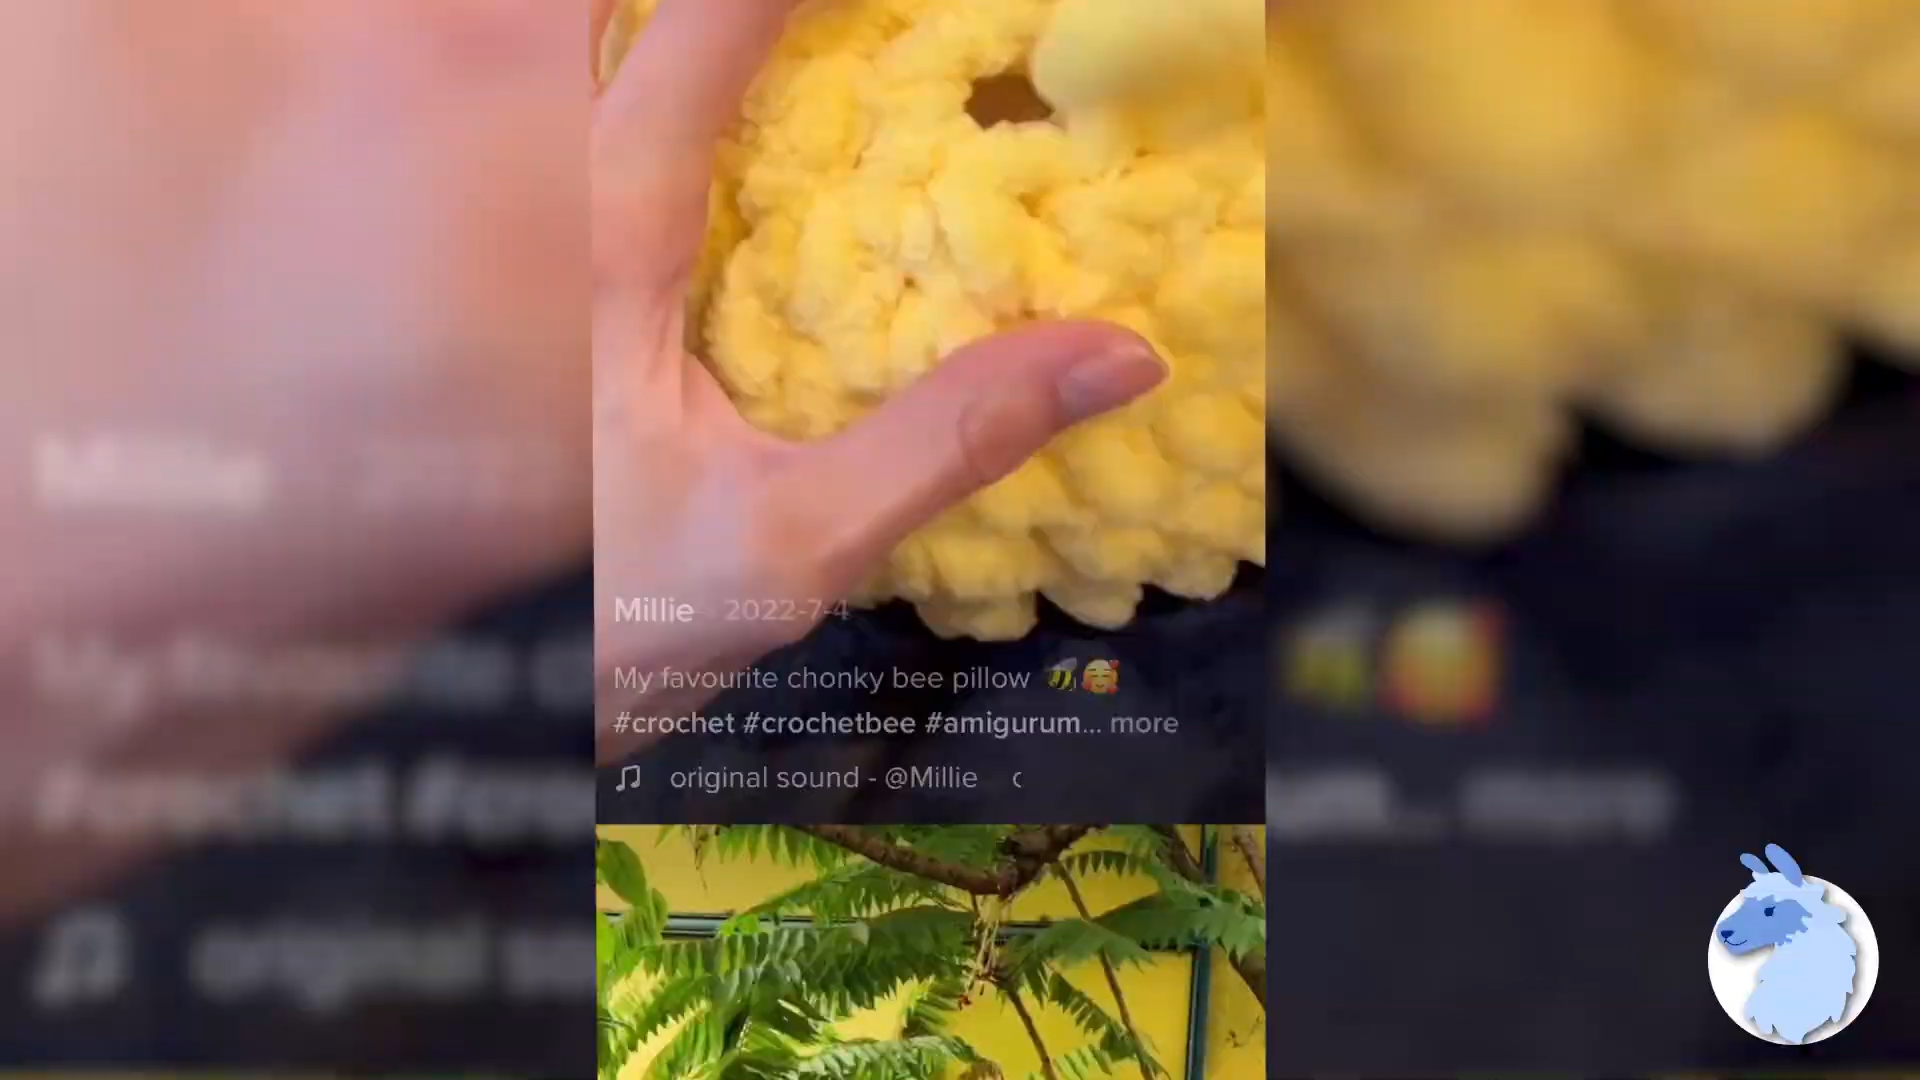 Millie 2022-7-4
My favourite chonky bee pillow 🐝🥰
#crochet #crochetbee #amigurum... more
original sound - @Millie c